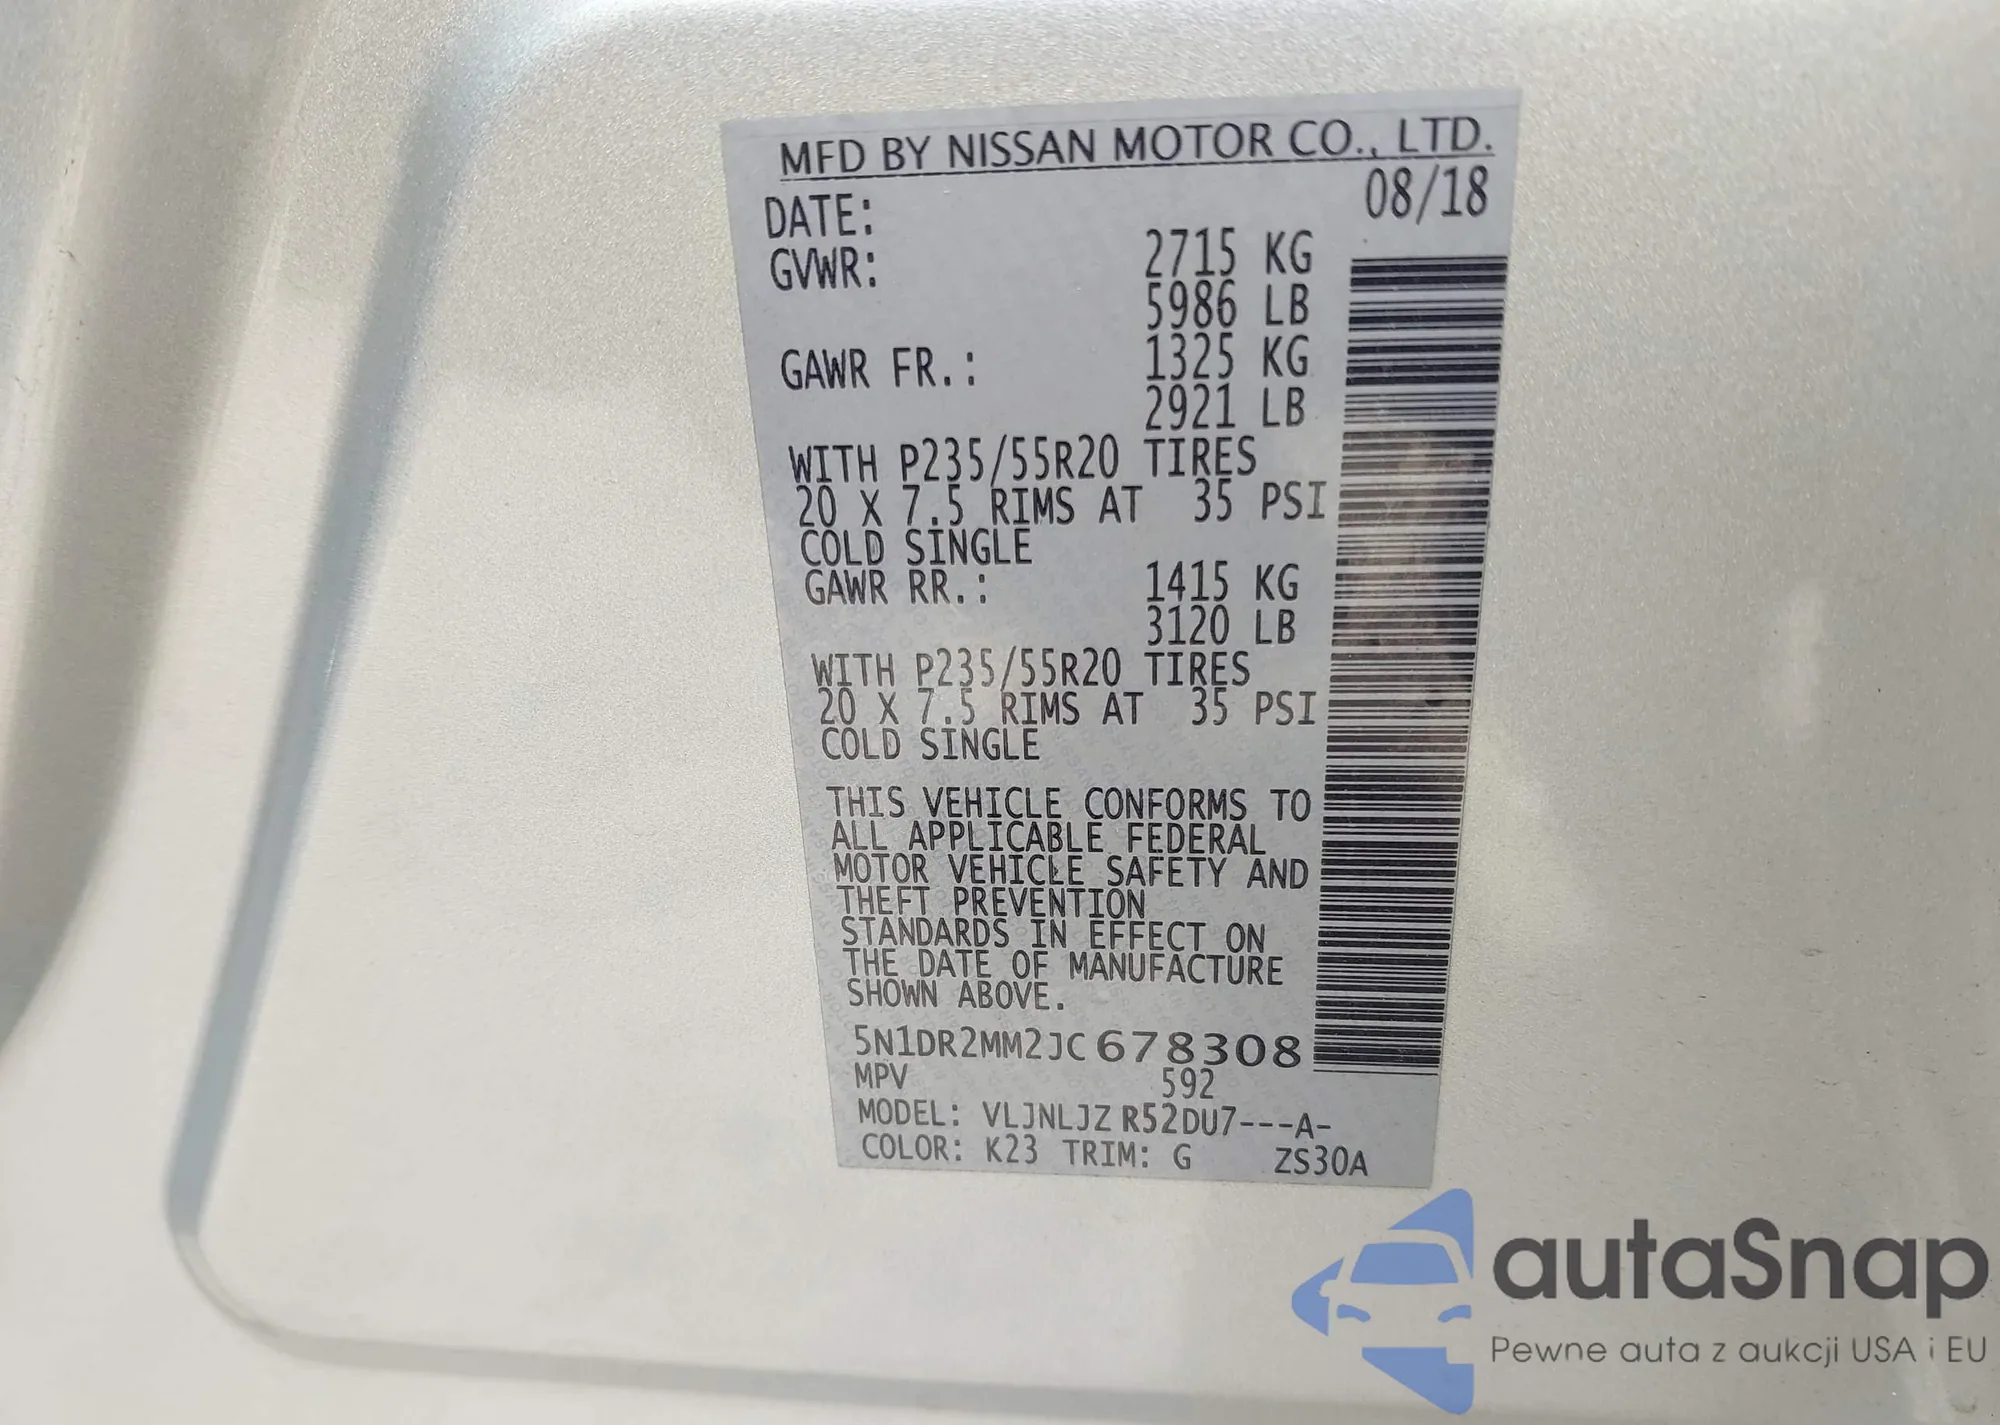 MFD BY NISSAN MOTOR CO., LTD.
DATE: 08/18
GVWR: 2715 KG
5986 LB
GAWR FR.: 1325 KG
2921 LB
WITH P235/55R20 TIRES
20 X 7.5 RIMS AT 35 PSI
COLD SINGLE
GAWR RR.: 1415 KG
3120 LB
WITH P235/55R20 TIRES
20 X 7.5 RIMS AT 35 PSI
COLD SINGLE
THIS VEHICLE CONFORMS TO
ALL APPLICABLE FEDERAL
MOTOR VEHICLE SAFETY AND
THEFT PREVENTION
STANDARDS IN EFFECT ON
THE DATE OF MANUFACTURE
SHOWN ABOVE.
5N1DR2MM2JC678308
MPV 592
MODEL: VLJNLJZ R52DU7---A-
COLOR: K23 TRIM: G ZS30A
autaSnap
Pewne auta z aukcji USA i EU